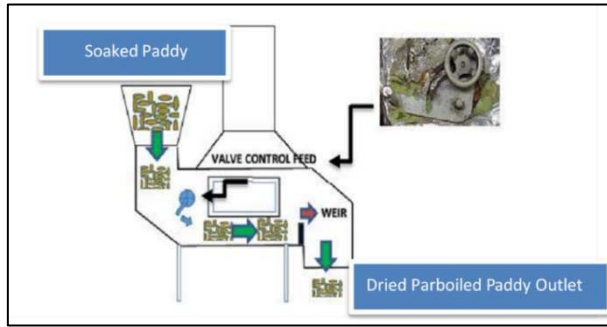 Soaked Paddy
VALVE CONTROL FEED
WEIR
Dried Parboiled Paddy Outlet